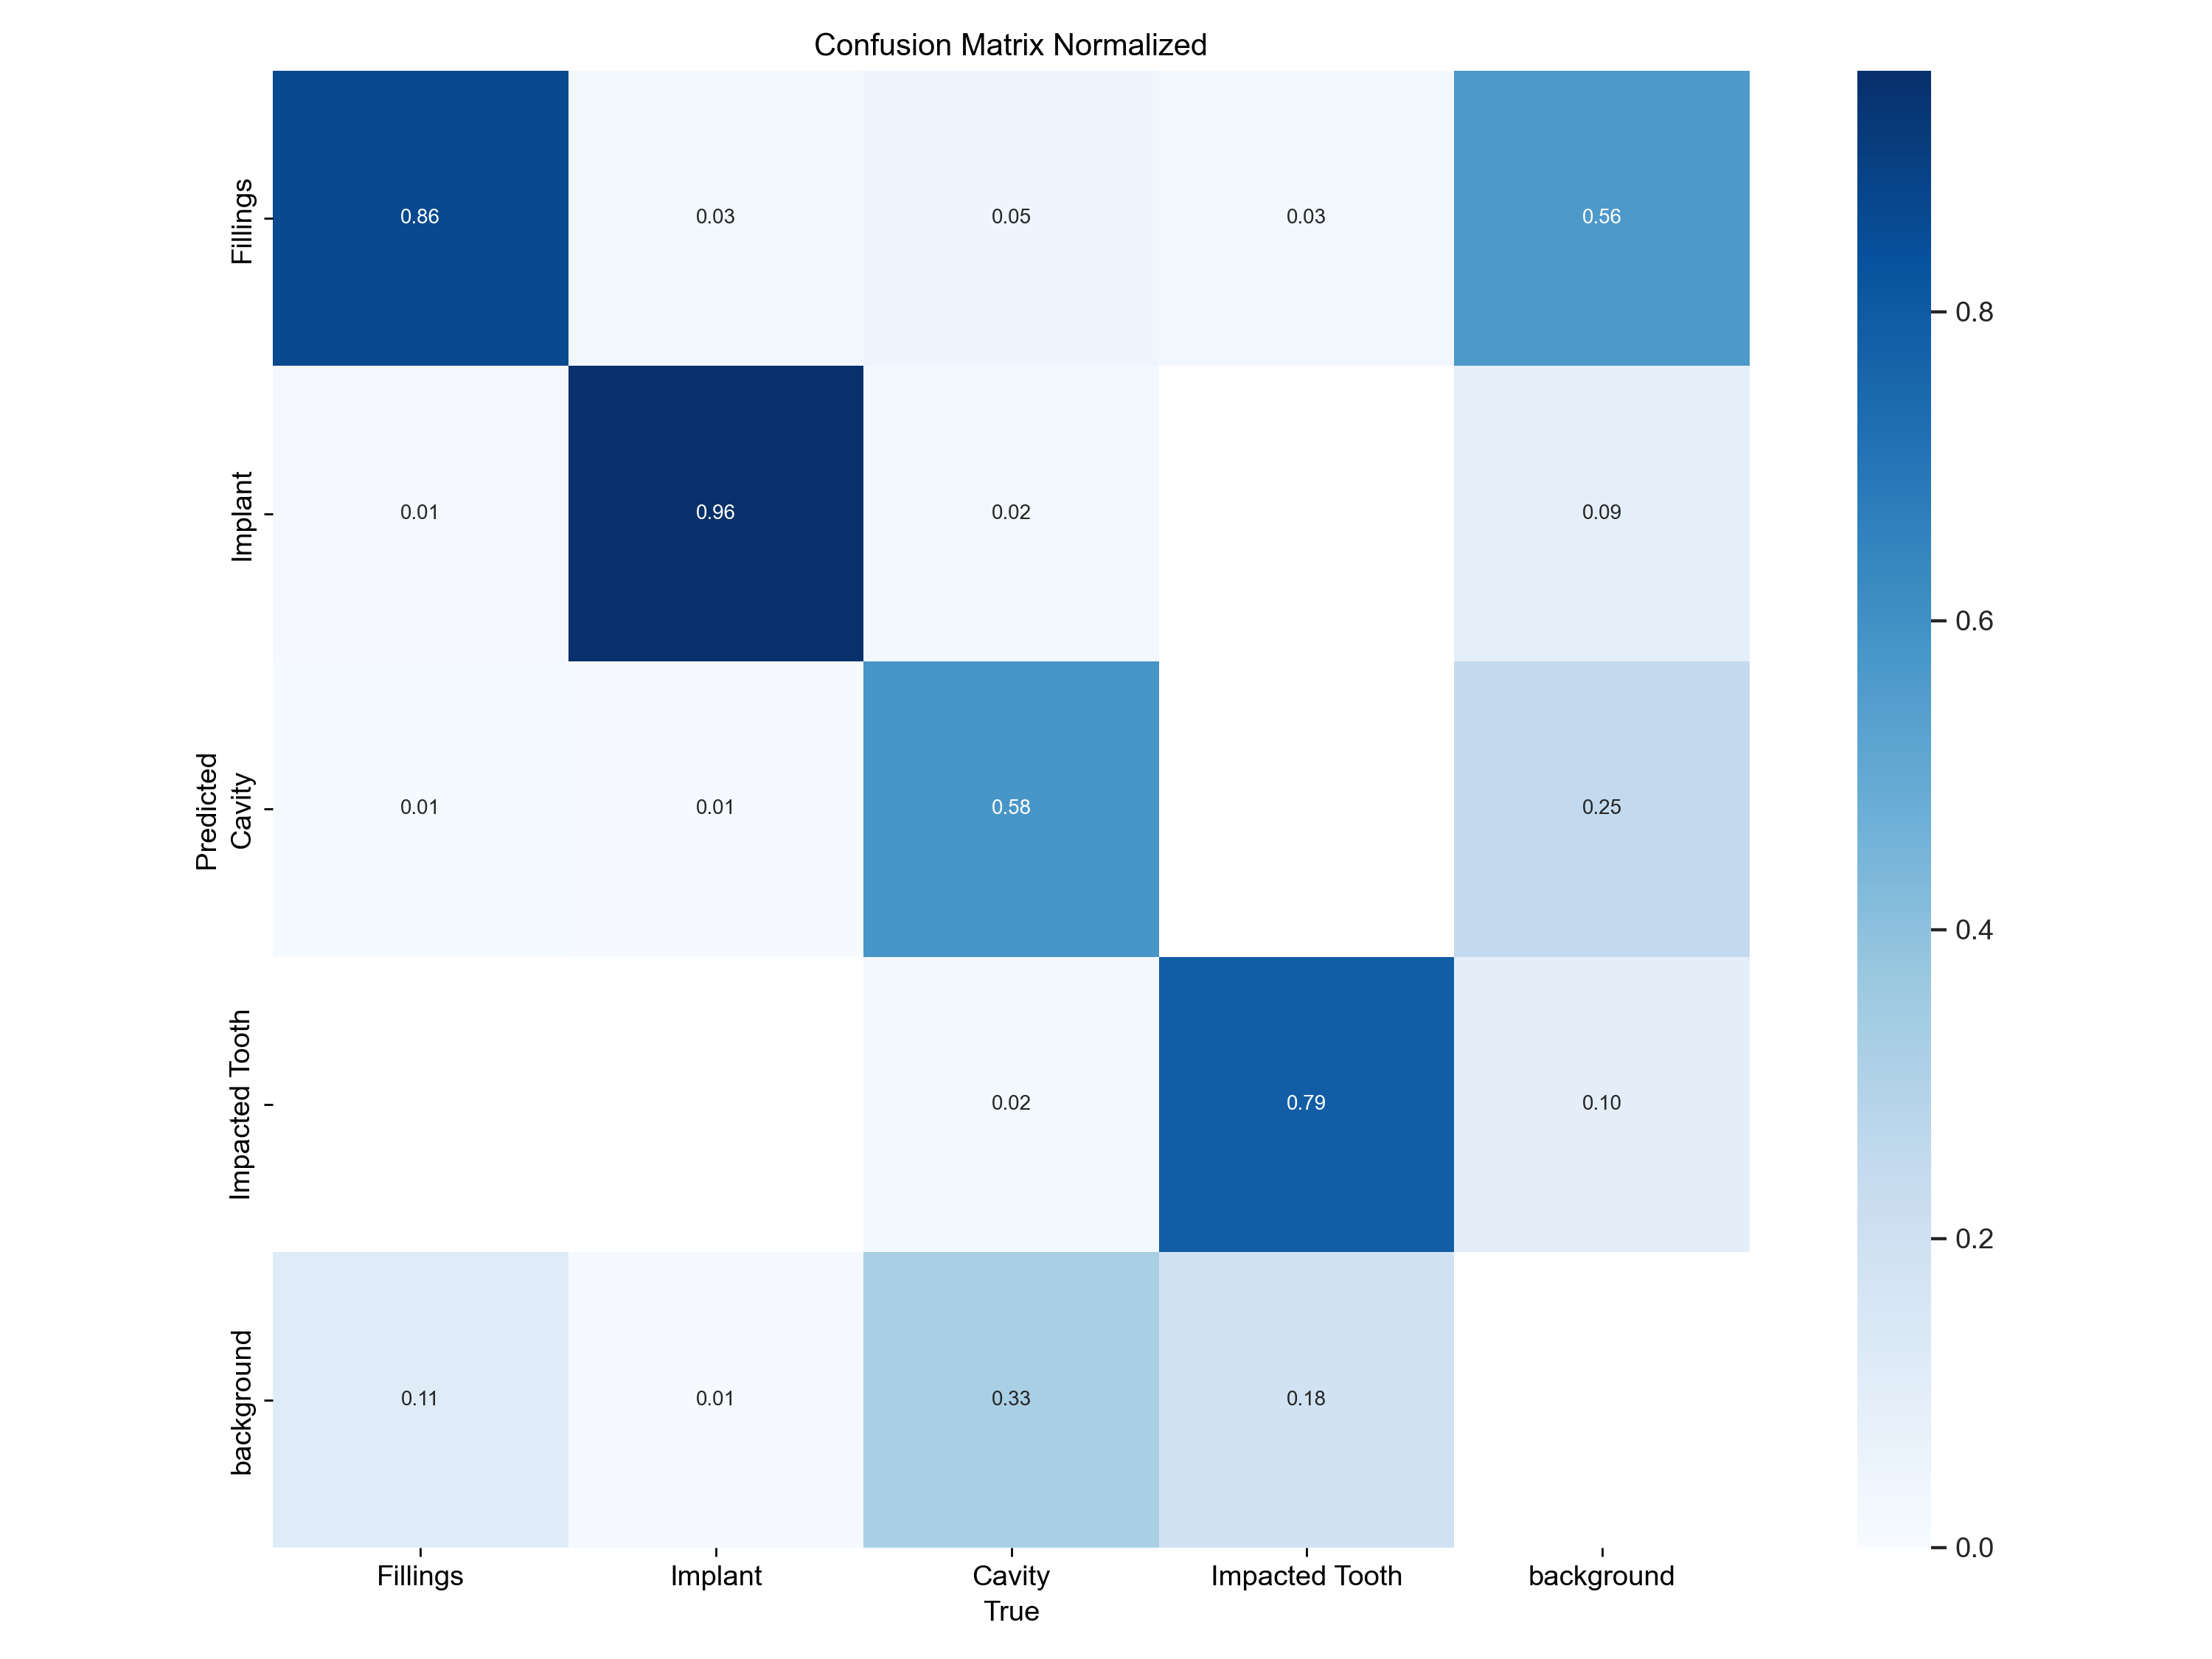 Confusion Matrix Normalized
Predicted
Fillings
0.86 0.03 0.05 0.03 0.56
Implant
0.01 0.96 0.02 0.09
Cavity
0.01 0.01 0.58 0.25
Impacted Tooth
0.02 0.79 0.10
background
0.11 0.01 0.33 0.18
Fillings Implant Cavity Impacted Tooth background
True
0.8
0.6
0.4
0.2
0.0